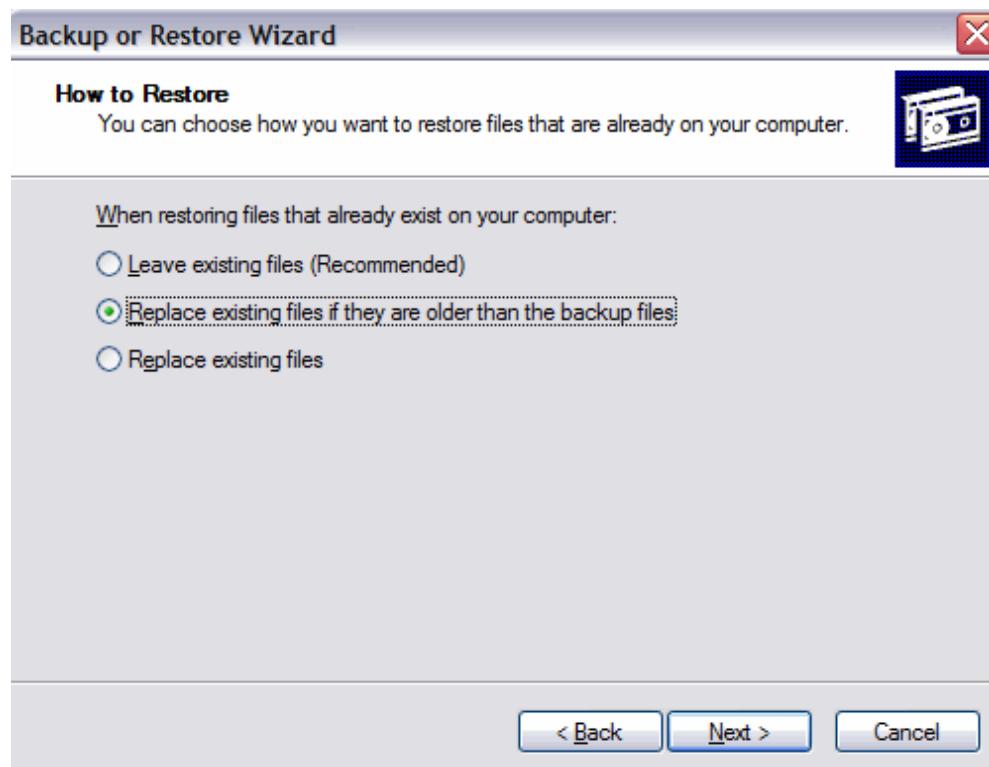 Backup or Restore Wizard
How to Restore
You can choose how you want to restore files that are already on your computer.
When restoring files that already exist on your computer:
Leave existing files (Recommended)
Replace existing files if they are older than the backup files
Replace existing files
< Back Next > Cancel